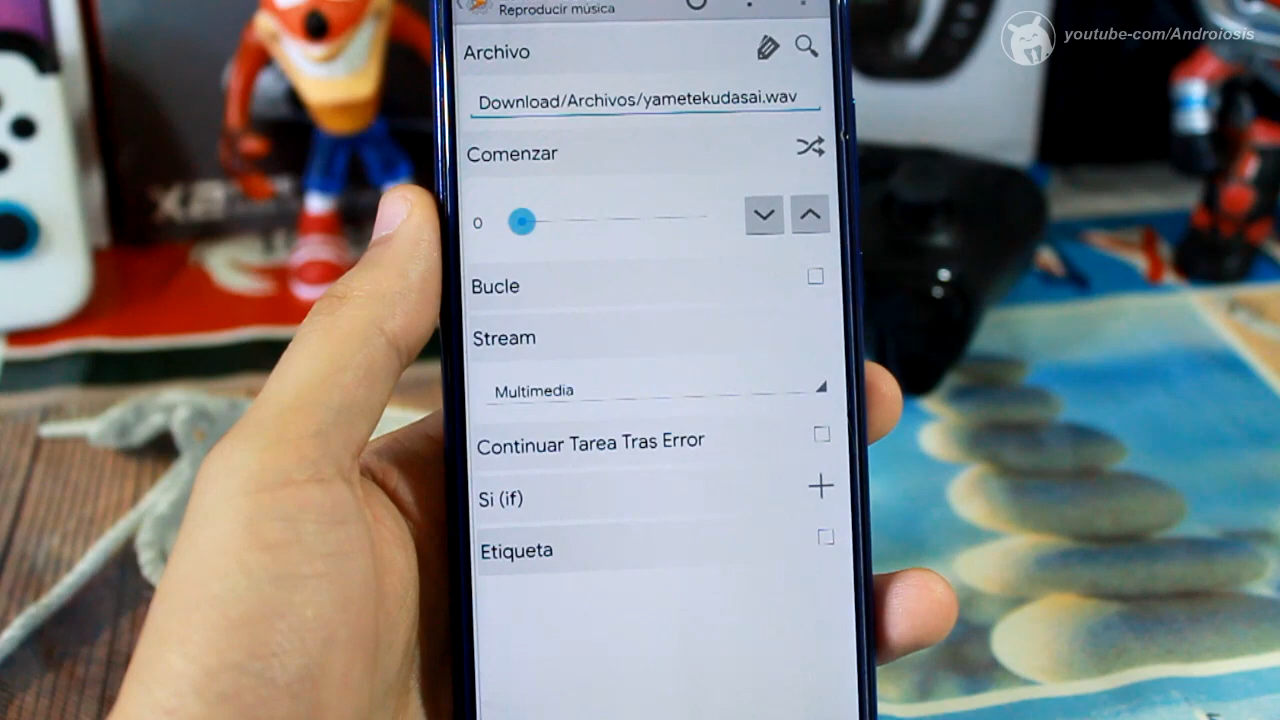 Reproducir música
youtube-com/Androiosis
Archivo
Download/Archivos/yametekudasai.wav
Comenzar
0
Bucle
Stream
Multimedia
Continuar Tarea Tras Error
Si (if)
Etiqueta